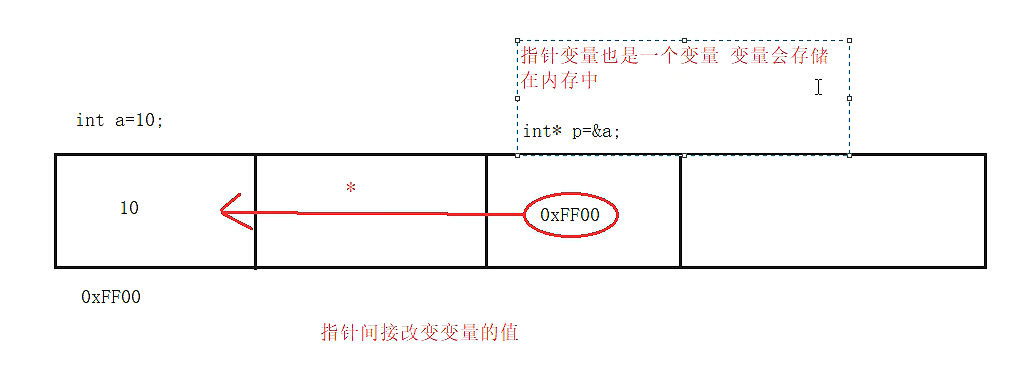 指针变量也是一个变量 变量会存储
在内存中
int a=10;
int* p=&a;
10
*
0xFF00
0xFF00
指针间接改变变量的值